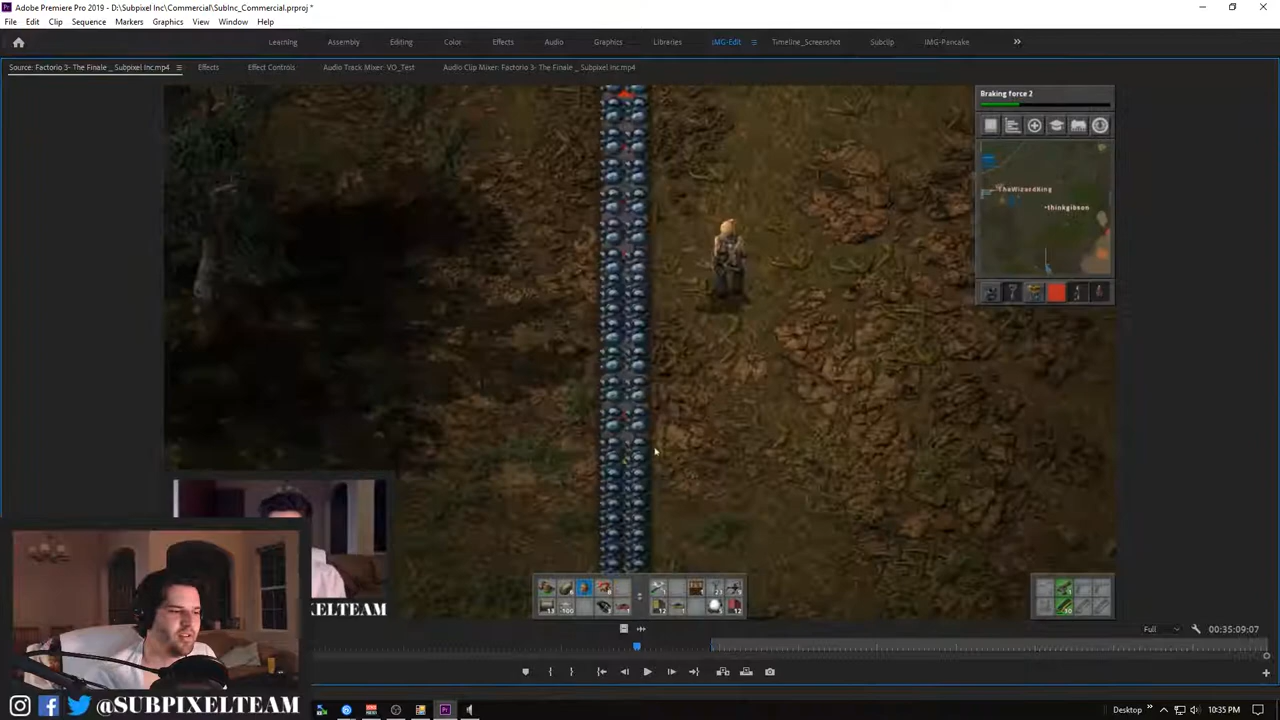 Adobe Premiere Pro 2019 - D:\Subpixel Inc\Commercial\SubInc_Commercial.prproj *
File Edit Clip Sequence Markers Graphics View Window Help
Learning Assembly Editing Color Effects Audio Graphics Libraries IMG-Edit Timeline_Screenshot Subclip IMG-Pancake
Source: Factorio 3- The Finale _ Subpixel Inc.mp4 Effects Effect Controls Audio Track Mixer: VO_Test Audio Clip Mixer: Factorio 3- The Finale _ Subpixel Inc.mp4
Braking force 2
TheWizardKing
thinkgibson
PIXELTEAM
Full 00:35:09:07
@SUBPIXELTEAM
Desktop 10:35 PM